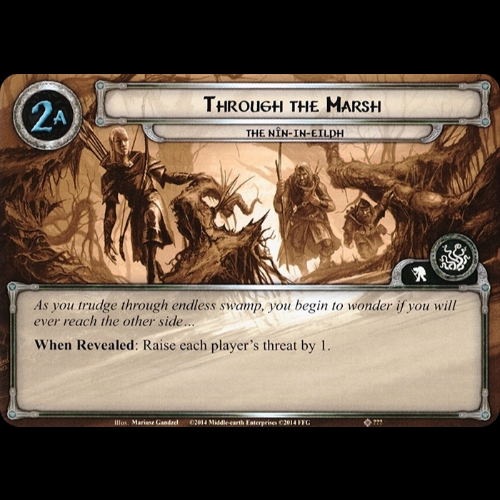 2A
THROUGH THE MARSH
THE NÎN-IN-EILPH
As you trudge through endless swamp, you begin to wonder if you will
ever reach the other side…
When Revealed: Raise each player's threat by 1.
Illus. Mariusz Gandzel ©2014 Middle-earth Enterprises ©2014 FFG ???